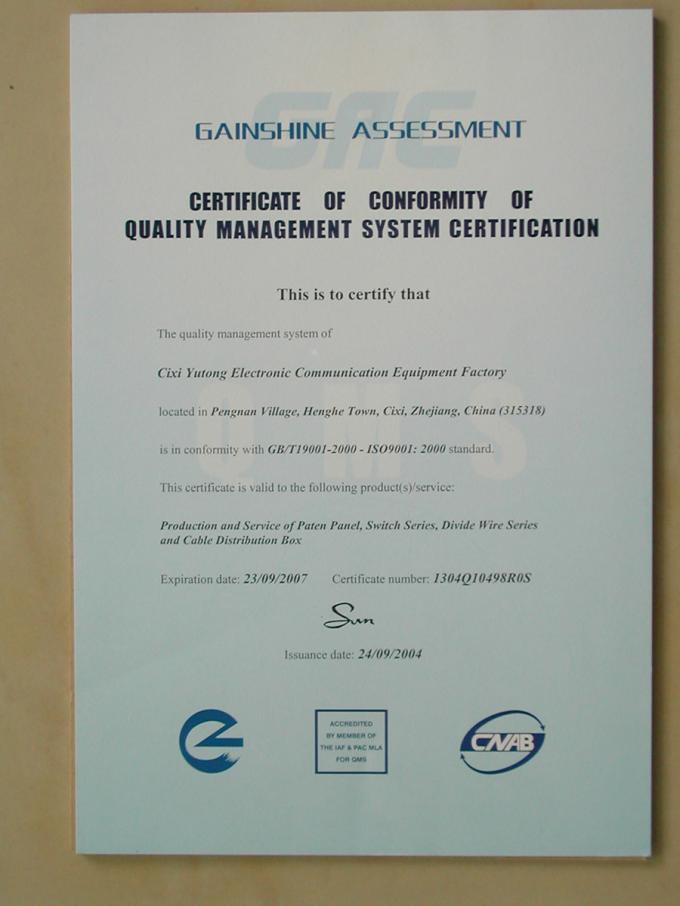 GAC
GAINSHINE ASSESSMENT
CERTIFICATE OF CONFORMITY OF
QUALITY MANAGEMENT SYSTEM CERTIFICATION
This is to certify that
The quality management system of
Cixi Yutong Electronic Communication Equipment Factory
located in Pengnan Village, Henghe Town, Cixi, Zhejiang, China (315318)
QMS
is in conformity with GB/T19001-2000 - ISO9001: 2000 standard.
This certificate is valid to the following product(s)/service:
Production and Service of Paten Panel, Switch Series, Divide Wire Series
and Cable Distribution Box
Expiration date: 23/09/2007 Certificate number: 1304Q10498R0S
Sun
Issuance date: 24/09/2004
ACCREDITED
BY MEMBER OF
THE IAF & PAC MLA
FOR QMS
CNAB